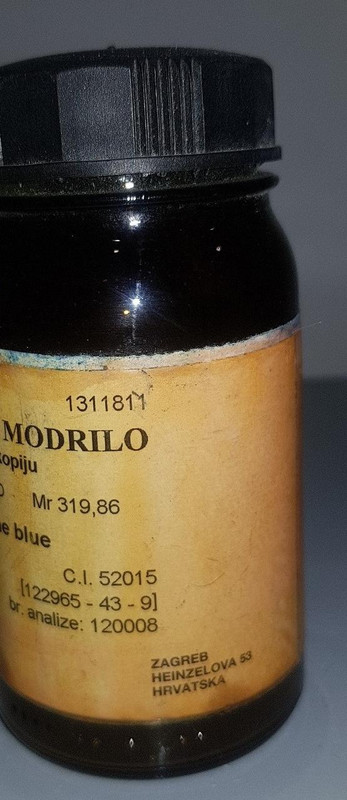 1311811
MODRILO
kopiju
Mr 319,86
blue
C.I. 52015
[122965 - 43 - 9]
br. analize: 120008
ZAGREB
HEINZELOVA 53
HRVATSKA